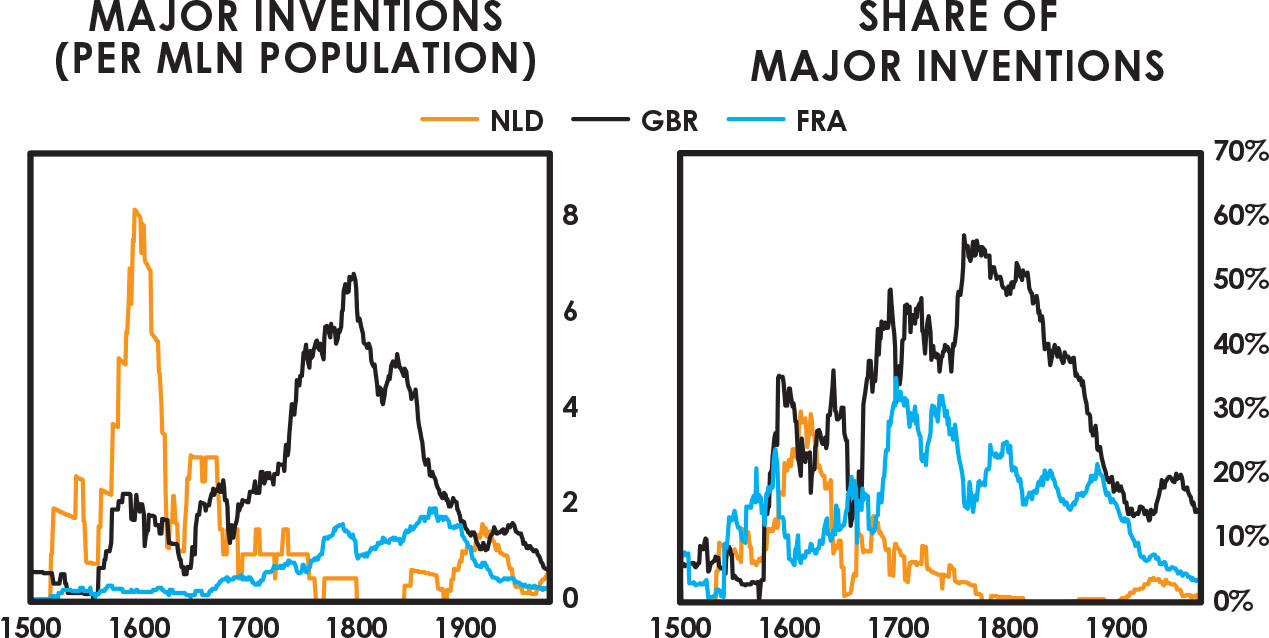 MAJOR INVENTIONS
(PER MLN POPULATION)
SHARE OF
MAJOR INVENTIONS
NLD GBR FRA
8
6
4
2
0
1500 1600 1700 1800 1900
70%
60%
50%
40%
30%
20%
10%
0%
1500 1600 1700 1800 1900